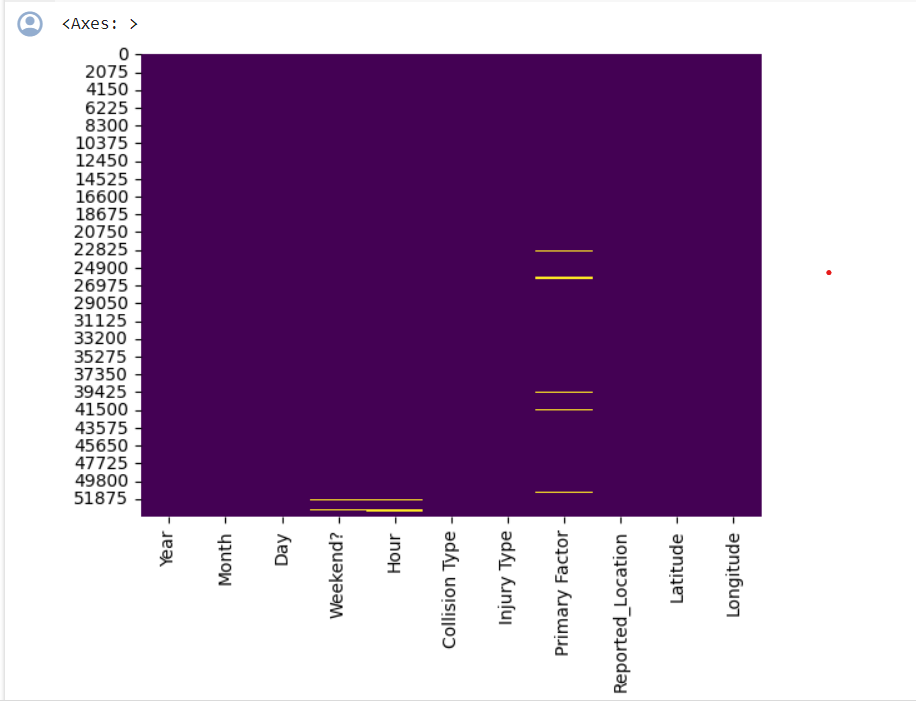 <Axes: >
0
2075
4150
6225
8300
10375
12450
14525
16600
18675
20750
22825
24900
26975
29050
31125
33200
35275
37350
39425
41500
43575
45650
47725
49800
51875
Year
Month
Day
Weekend?
Hour
Collision Type
Injury Type
Primary Factor
Reported_Location
Latitude
Longitude